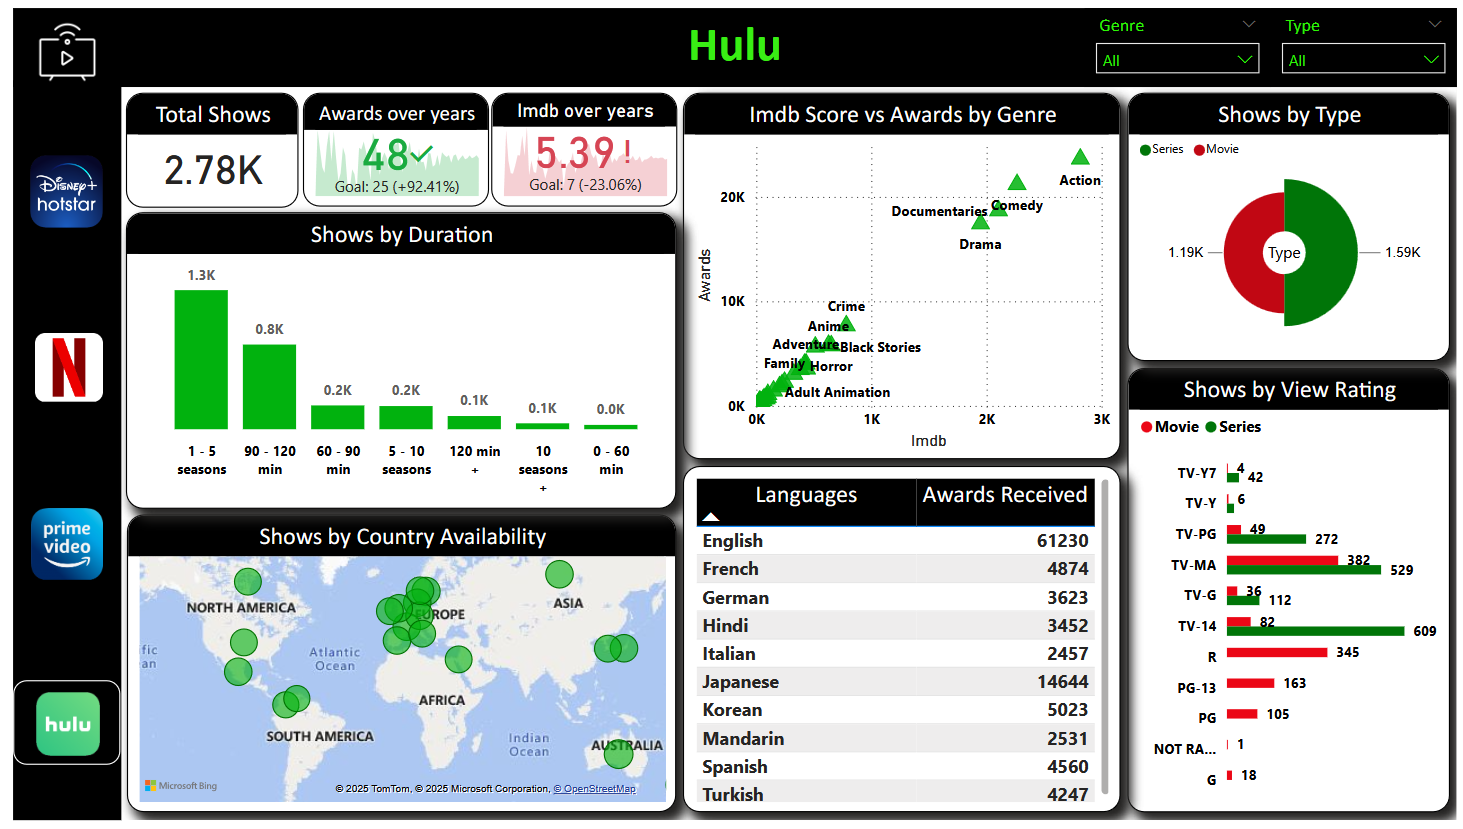 Hulu
Genre
All
Type
All
Disney+
hotstar
N
prime
video
hulu
Total Shows
2.78K
Awards over years
48
Goal: 25 (+92.41%)
Imdb over years
5.39!
Goal: 7 (-23.06%)
Shows by Duration
1.3K
0.8K
0.2K
0.2K
0.1K
0.1K
0.0K
1 - 5
seasons
90 - 120
min
60 - 90
min
5 - 10
seasons
120 min
+
10
seasons
+
0 - 60
min
Shows by Country Availability
NORTH AMERICA
EUROPE
ASIA
fic
an
Atlantic
Ocean
AFRICA
SOUTH AMERICA
Indian
Ocean
AUSTRALIA
Microsoft Bing
© 2025 TomTom, © 2025 Microsoft Corporation, © OpenStreetMap
Imdb Score vs Awards by Genre
Awards
20K
10K
0K
Action
Comedy
Documentaries
Drama
Crime
Anime
Adventure
Black Stories
Family
Horror
Adult Animation
0K
1K
2K
3K
Imdb
Languages
Awards Received
English 61230
French 4874
German 3623
Hindi 3452
Italian 2457
Japanese 14644
Korean 5023
Mandarin 2531
Spanish 4560
Turkish 4247
Shows by Type
Series
Movie
1.19K
Type
1.59K
Shows by View Rating
Movie
Series
TV-Y7 4 42
TV-Y 6
TV-PG 49 272
TV-MA 382 529
TV-G 36 112
TV-14 82 609
R 345
PG-13 163
PG 105
NOT RA... 1
G 18